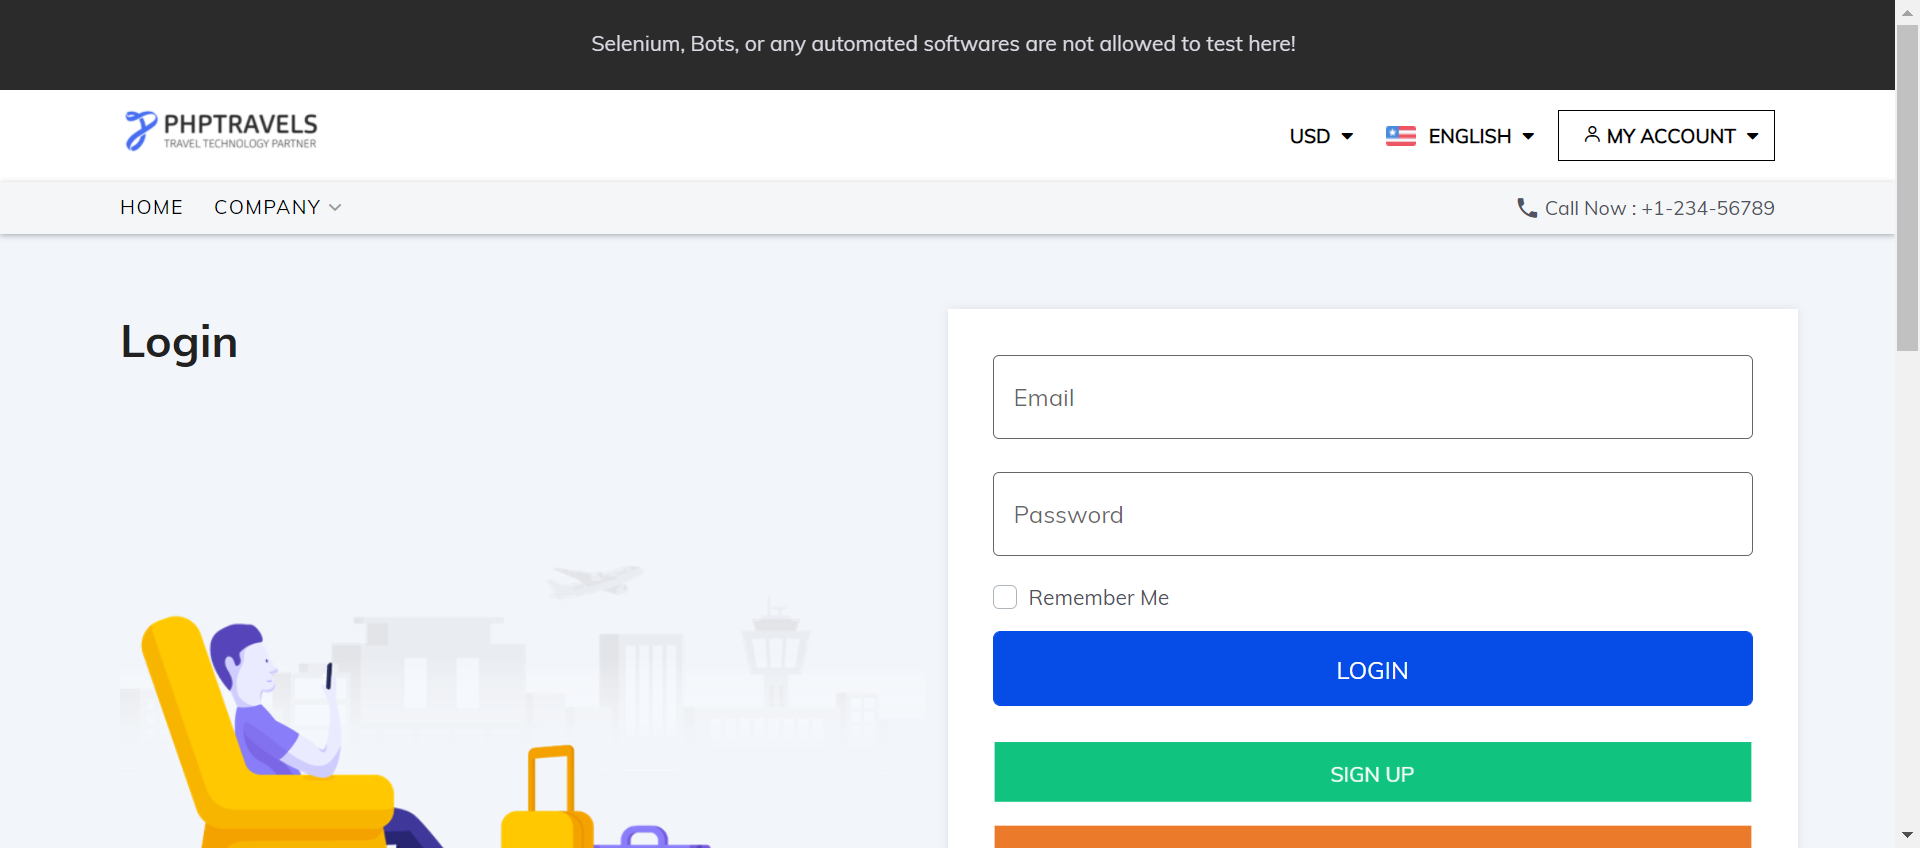 Selenium, Bots, or any automated softwares are not allowed to test here!
PHPTRAVELS
TRAVEL TECHNOLOGY PARTNER
USD
ENGLISH
MY ACCOUNT
HOME
COMPANY
Call Now : +1-234-56789
Login
Email
Password
Remember Me
LOGIN
SIGN UP